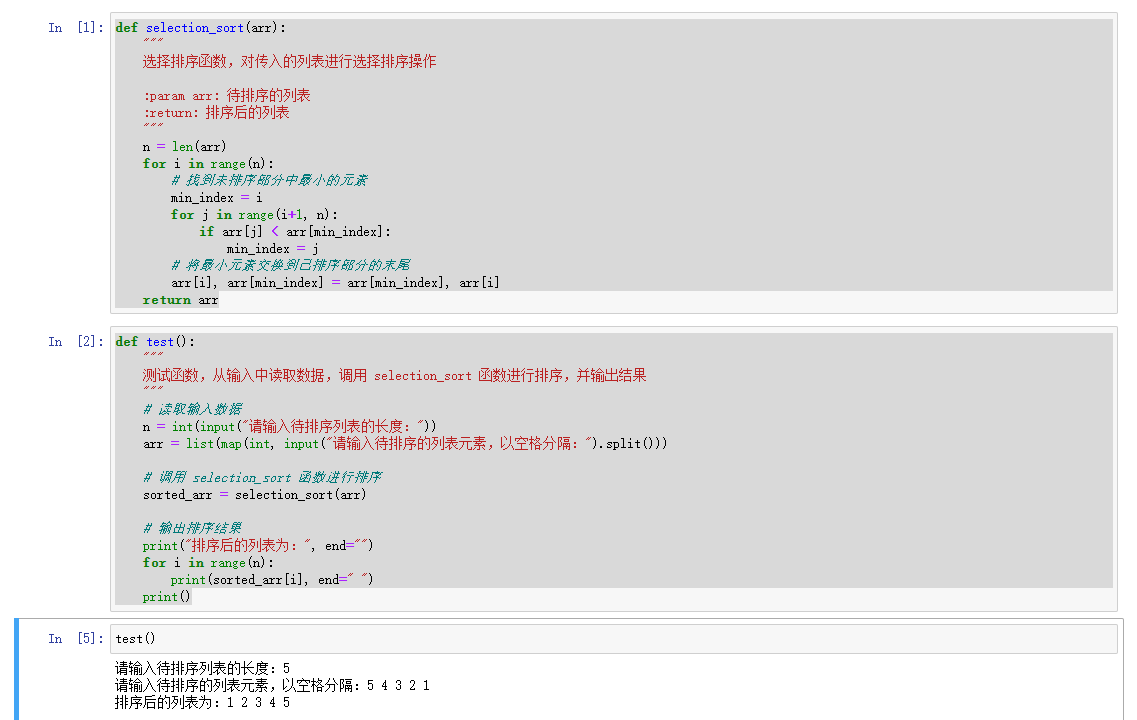 In [1]: def selection_sort(arr):
"""
选择排序函数，对传入的列表进行选择排序操作
:param arr: 待排序的列表
:return: 排序后的列表
"""
n = len(arr)
for i in range(n):
# 找到未排序部分中最小的元素
min_index = i
for j in range(i+1, n):
if arr[j] < arr[min_index]:
min_index = j
# 将最小元素交换到已排序部分的末尾
arr[i], arr[min_index] = arr[min_index], arr[i]
return arr
In [2]: def test():
"""
测试函数，从输入中读取数据，调用 selection_sort 函数进行排序，并输出结果
"""
# 读取输入数据
n = int(input("请输入待排序列表的长度："))
arr = list(map(int, input("请输入待排序的列表元素，以空格分隔：").split()))
# 调用 selection_sort 函数进行排序
sorted_arr = selection_sort(arr)
# 输出排序结果
print("排序后的列表为：", end="")
for i in range(n):
print(sorted_arr[i], end=" ")
print()
In [5]: test()
请输入待排序列表的长度：5
请输入待排序的列表元素，以空格分隔：5 4 3 2 1
排序后的列表为：1 2 3 4 5